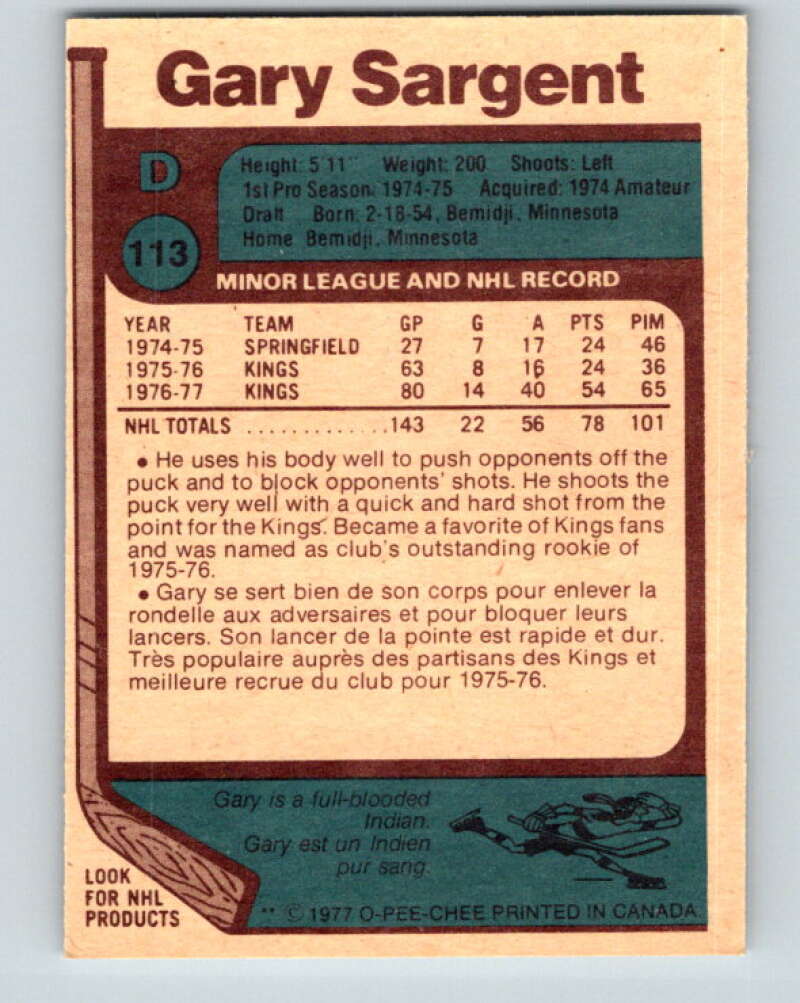 Gary Sargent
D
113
Height: 5 11" Weight: 200 Shoots: Left
1st Pro Season: 1974-75 Acquired: 1974 Amateur
Draft Born: 2-18-54, Bemidji, Minnesota
Home Bemidji, Minnesota
MINOR LEAGUE AND NHL RECORD
YEAR TEAM GP G A PTS PIM
1974-75 SPRINGFIELD 27 7 17 24 46
1975-76 KINGS 63 8 16 24 36
1976-77 KINGS 80 14 40 54 65
NHL TOTALS .............143 22 56 78 101
• He uses his body well to push opponents off the
puck and to block opponents' shots. He shoots the
puck very well with a quick and hard shot from the
point for the Kings. Became a favorite of Kings fans
and was named as club's outstanding rookie of
1975-76.
• Gary se sert bien de son corps pour enlever la
rondelle aux adversaires et pour bloquer leurs
lancers. Son lancer de la pointe est rapide et dur.
Très populaire auprès des partisans des Kings et
meilleure recrue du club pour 1975-76.
Gary is a full-blooded
Indian.
Gary est un Indien
pur sang.
LOOK
FOR NHL
PRODUCTS
** © 1977 O-PEE-CHEE PRINTED IN CANADA.